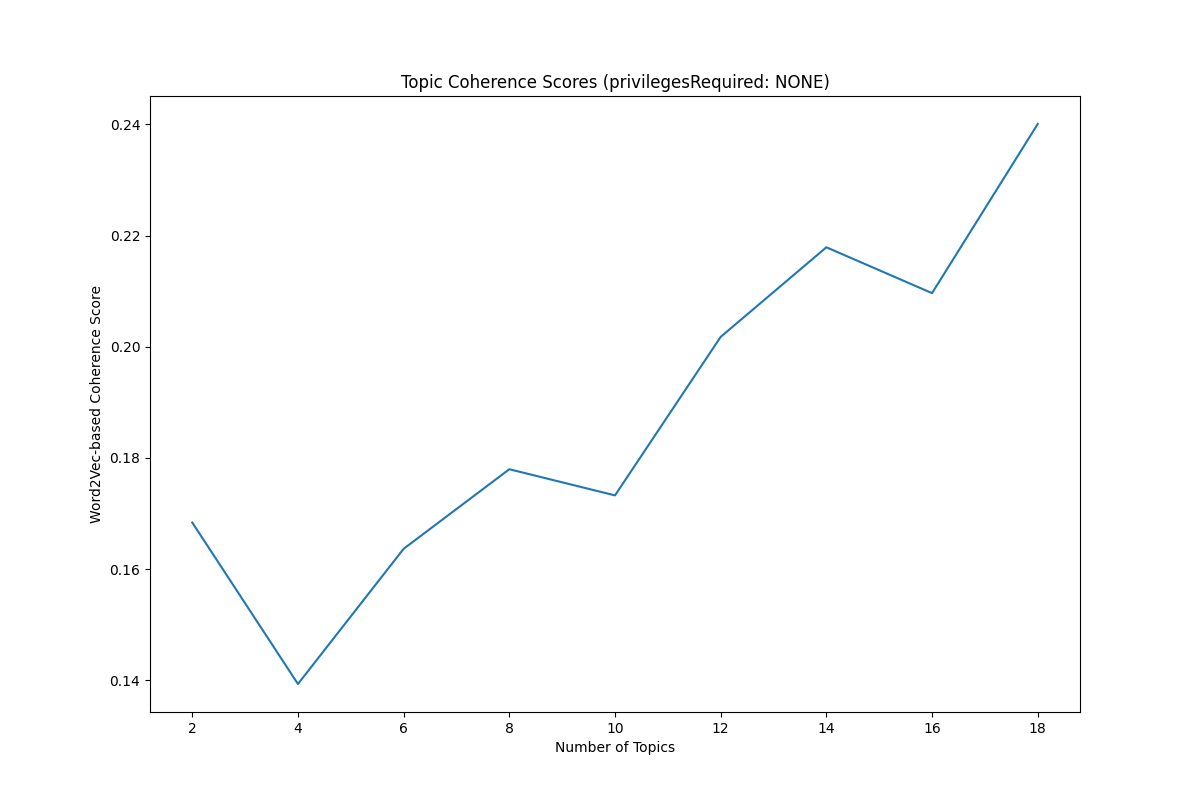 Topic Coherence Scores (privilegesRequired: NONE)
0.24
0.22
0.20
0.18
0.16
0.14
Word2Vec-based Coherence Score
2 4 6 8 10 12 14 16 18
Number of Topics